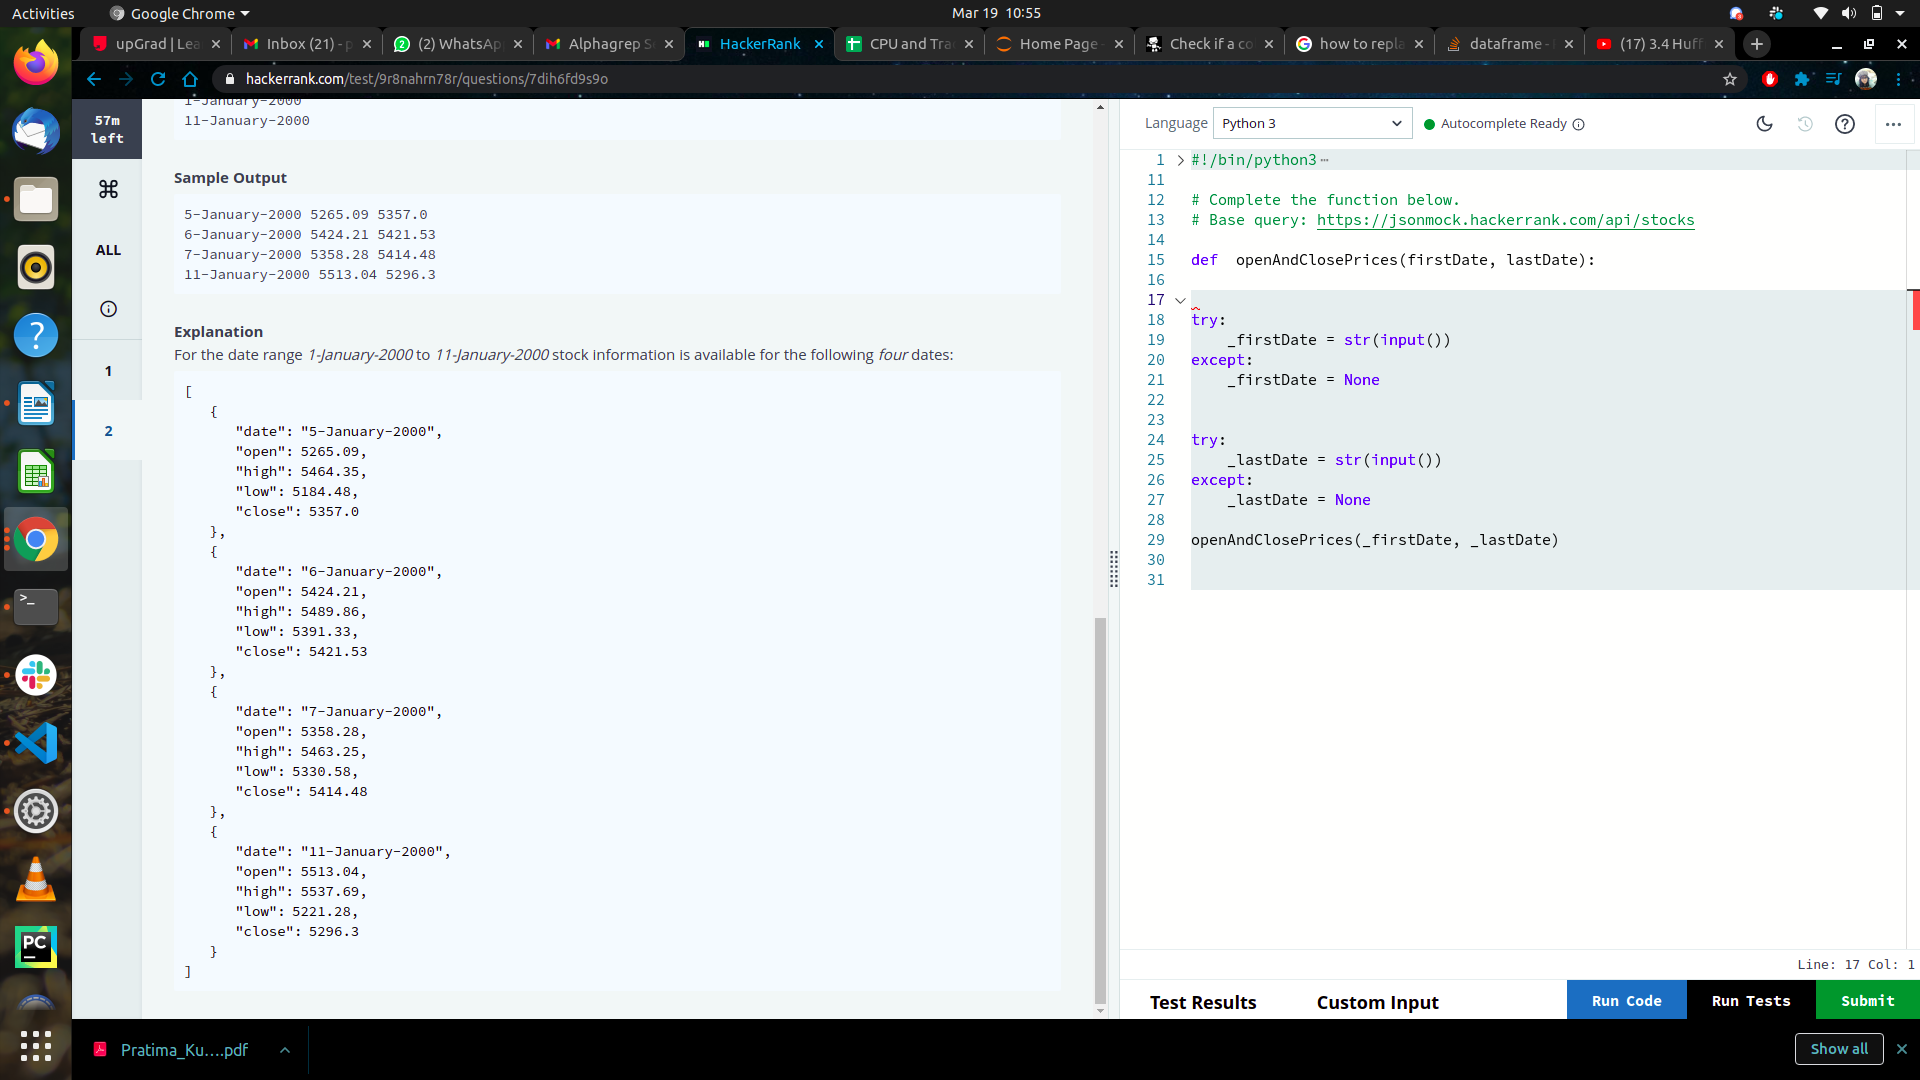 Activities
Google Chrome
Mar 19 10:55
upGrad | Lea
Inbox (21) - p
(2) WhatsAp
Alphagrep S
HackerRank
CPU and Tra
Home Page
Check if a co
how to repla
dataframe -
(17) 3.4 Huff
hackerrank.com/test/9r8nahrn78r/questions/7dih6fd9s9o
57m
left
ALL
1
2
1-January-2000
11-January-2000
Sample Output
5-January-2000 5265.09 5357.0
6-January-2000 5424.21 5421.53
7-January-2000 5358.28 5414.48
11-January-2000 5513.04 5296.3
Explanation
For the date range 1-January-2000 to 11-January-2000 stock information is available for the following four dates:
[
{
"date": "5-January-2000",
"open": 5265.09,
"high": 5464.35,
"low": 5184.48,
"close": 5357.0
},
{
"date": "6-January-2000",
"open": 5424.21,
"high": 5489.86,
"low": 5391.33,
"close": 5421.53
},
{
"date": "7-January-2000",
"open": 5358.28,
"high": 5463.25,
"low": 5330.58,
"close": 5414.48
},
{
"date": "11-January-2000",
"open": 5513.04,
"high": 5537.69,
"low": 5221.28,
"close": 5296.3
}
]
Language Python 3
Autocomplete Ready
1 #!/bin/python3
11
12 # Complete the function below.
13 # Base query: https://jsonmock.hackerrank.com/api/stocks
14
15 def openAndClosePrices(firstDate, lastDate):
16
17
18 try:
19 _firstDate = str(input())
20 except:
21 _firstDate = None
22
23
24 try:
25 _lastDate = str(input())
26 except:
27 _lastDate = None
28
29 openAndClosePrices(_firstDate, _lastDate)
30
31
Line: 17 Col: 1
Test Results
Custom Input
Run Code
Run Tests
Submit
Pratima_Ku....pdf
Show all